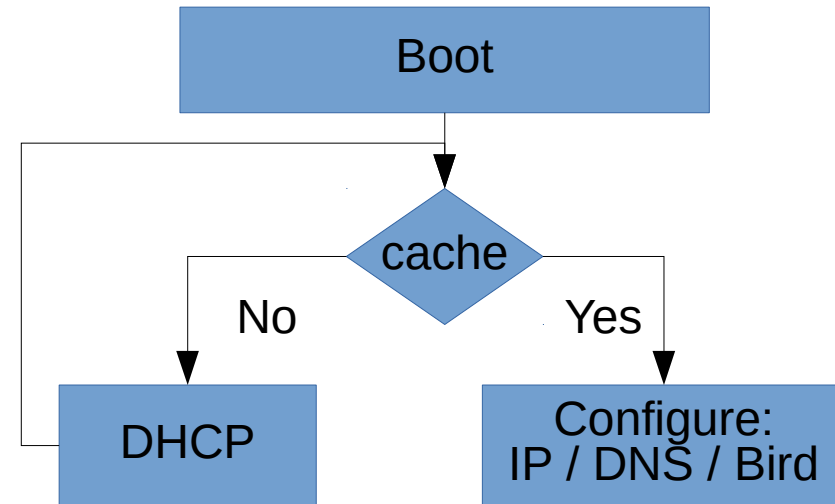 Boot
cache
No
Yes
DHCP
Configure:
IP / DNS / Bird